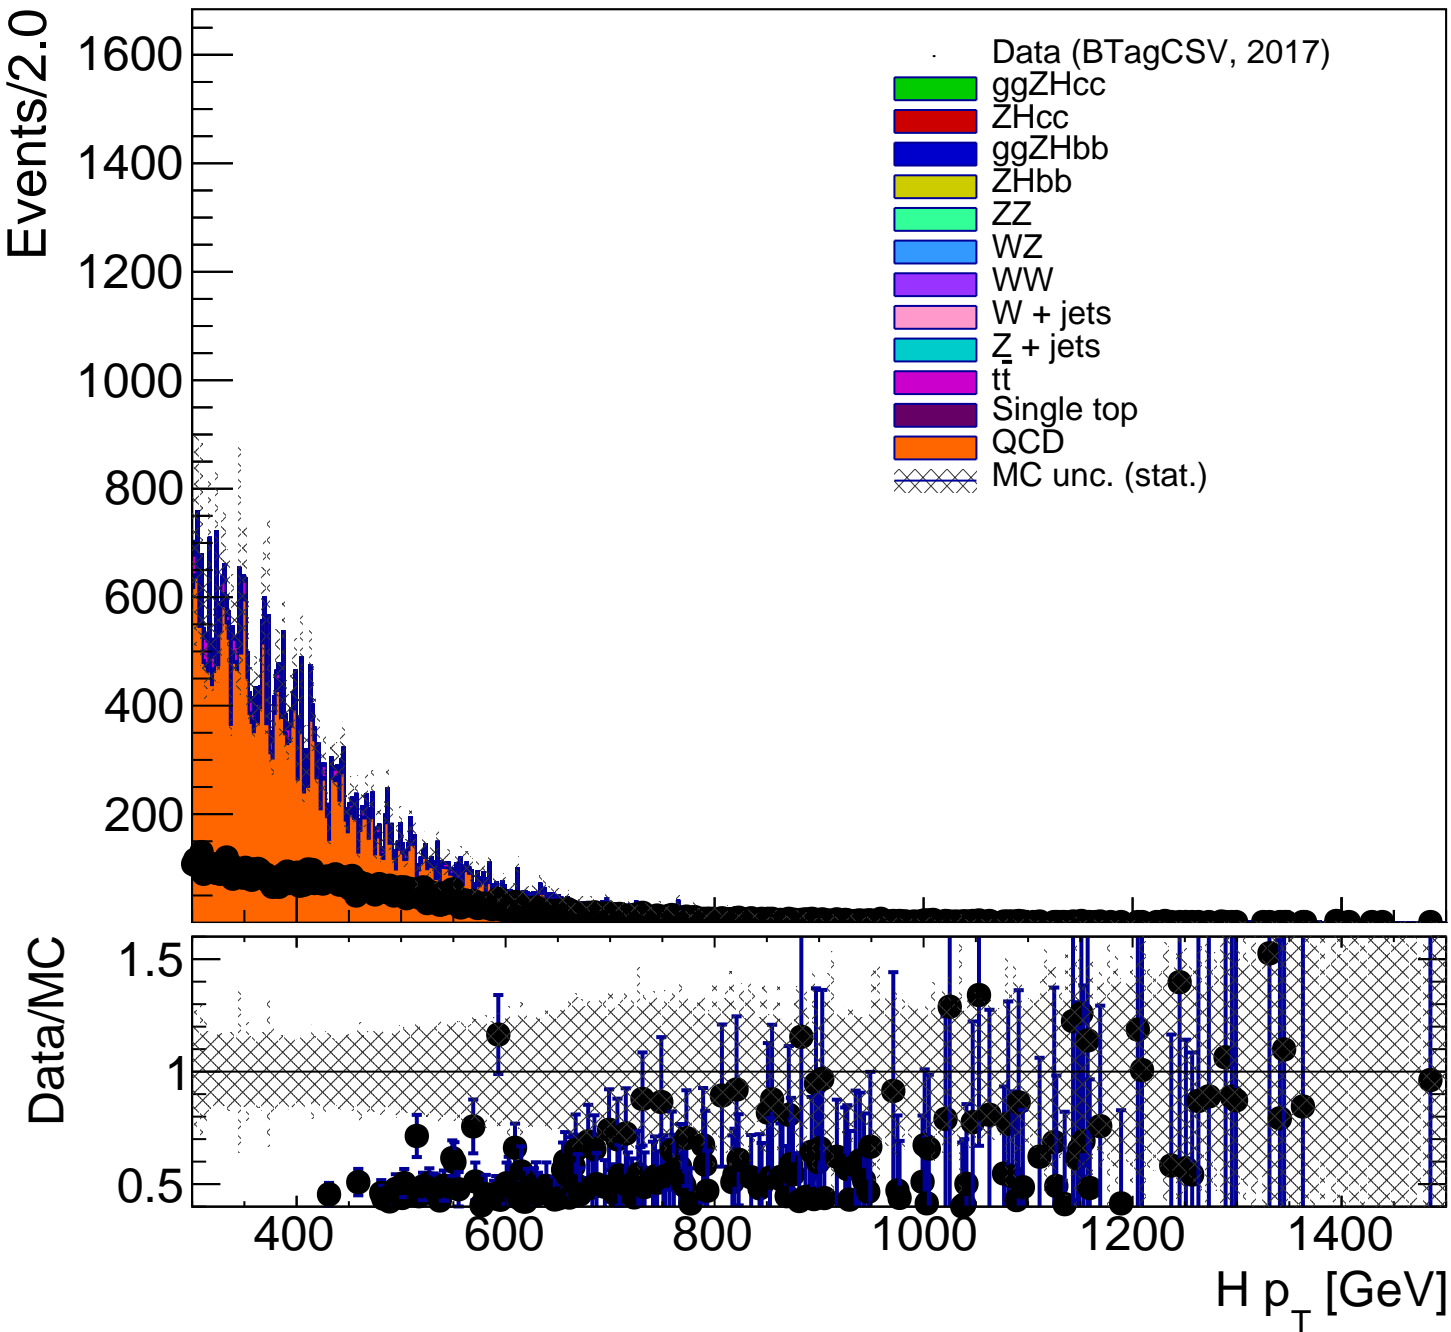 Events/2.0
1600
1400
1200
1000
800
600
400
200
Data (BTagCSV, 2017)
ggZHcc
ZHcc
ggZHbb
ZHbb
ZZ
WZ
WW
W + jets
Z + jets
tt̄
Single top
QCD
MC unc. (stat.)
Data/MC
1.5
1
0.5
400 600 800 1000 1200 1400
H p_T [GeV]